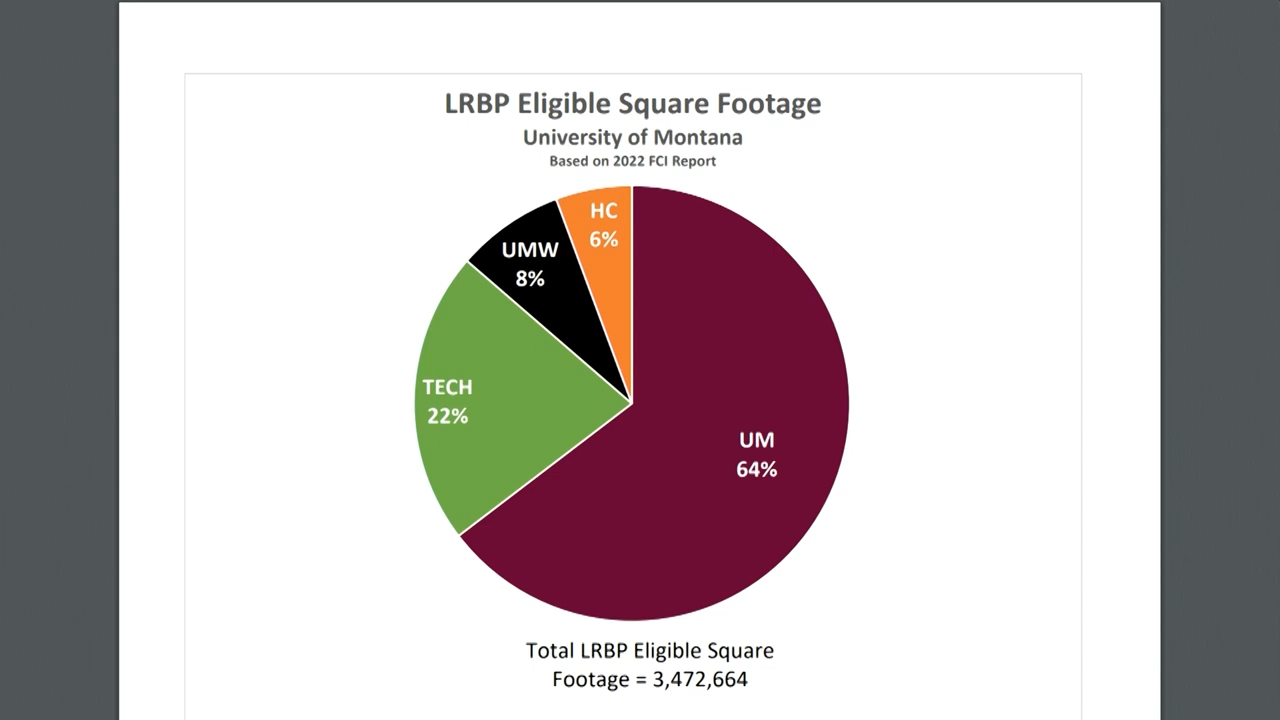 LRBP Eligible Square Footage
University of Montana
Based on 2022 FCI Report
HC
6%
UMW
8%
TECH
22%
UM
64%
Total LRBP Eligible Square
Footage = 3,472,664